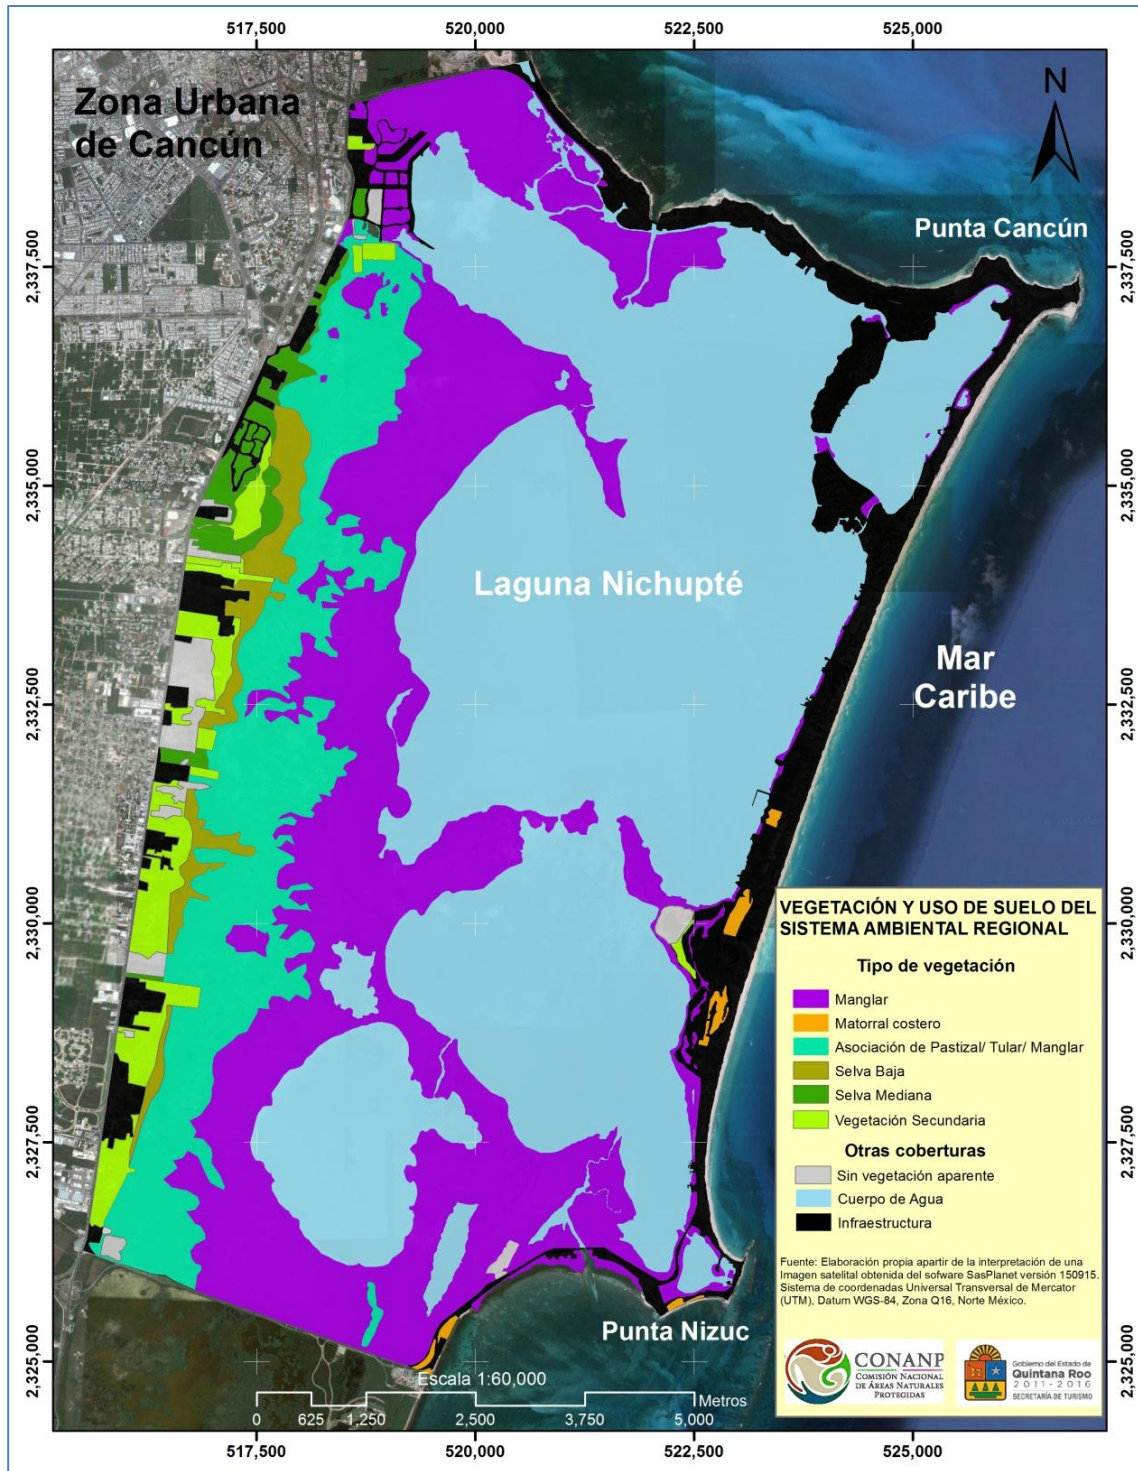 517,500 520,000 522,500 525,000
Zona Urbana
de Cancún
N
Punta Cancún
2,337,500 2,337,500
2,335,000 2,335,000
Laguna Nichupté
Mar
Caribe
2,332,500 2,332,500
2,330,000 2,330,000
2,327,500 2,327,500
2,325,000 2,325,000
VEGETACIÓN Y USO DE SUELO DEL
SISTEMA AMBIENTAL REGIONAL
Tipo de vegetación
Manglar
Matorral costero
Asociación de Pastizal/ Tular/ Manglar
Selva Baja
Selva Mediana
Vegetación Secundaria
Otras coberturas
Sin vegetación aparente
Cuerpo de Agua
Infraestructura
Fuente: Elaboración propia apartir de la interpretación de una
Imagen satelital obtenida del sofware SasPlanet versión 150915.
Sistema de coordenadas Universal Transversal de Mercator
(UTM), Datum WGS-84, Zona Q16, Norte México.
Punta Nizuc
CONANP
COMISIÓN NACIONAL
DE ÁREAS NATURALES
PROTEGIDAS
Gobierno del Estado de
Quintana Roo
2011-2016
SECRETARÍA DE TURISMO
Escala 1:60,000
Metros
0 625 1,250 2,500 3,750 5,000
517,500 520,000 522,500 525,000